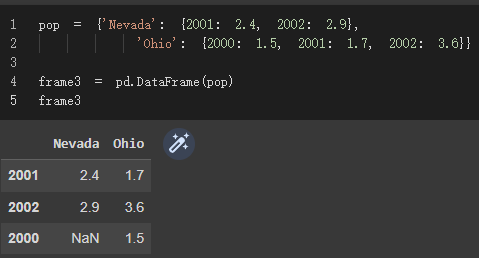 1 pop = {'Nevada': {2001: 2.4, 2002: 2.9},
2 'Ohio': {2000: 1.5, 2001: 1.7, 2002: 3.6}}
3
4 frame3 = pd.DataFrame(pop)
5 frame3
Nevada Ohio
2001 2.4 1.7
2002 2.9 3.6
2000 NaN 1.5